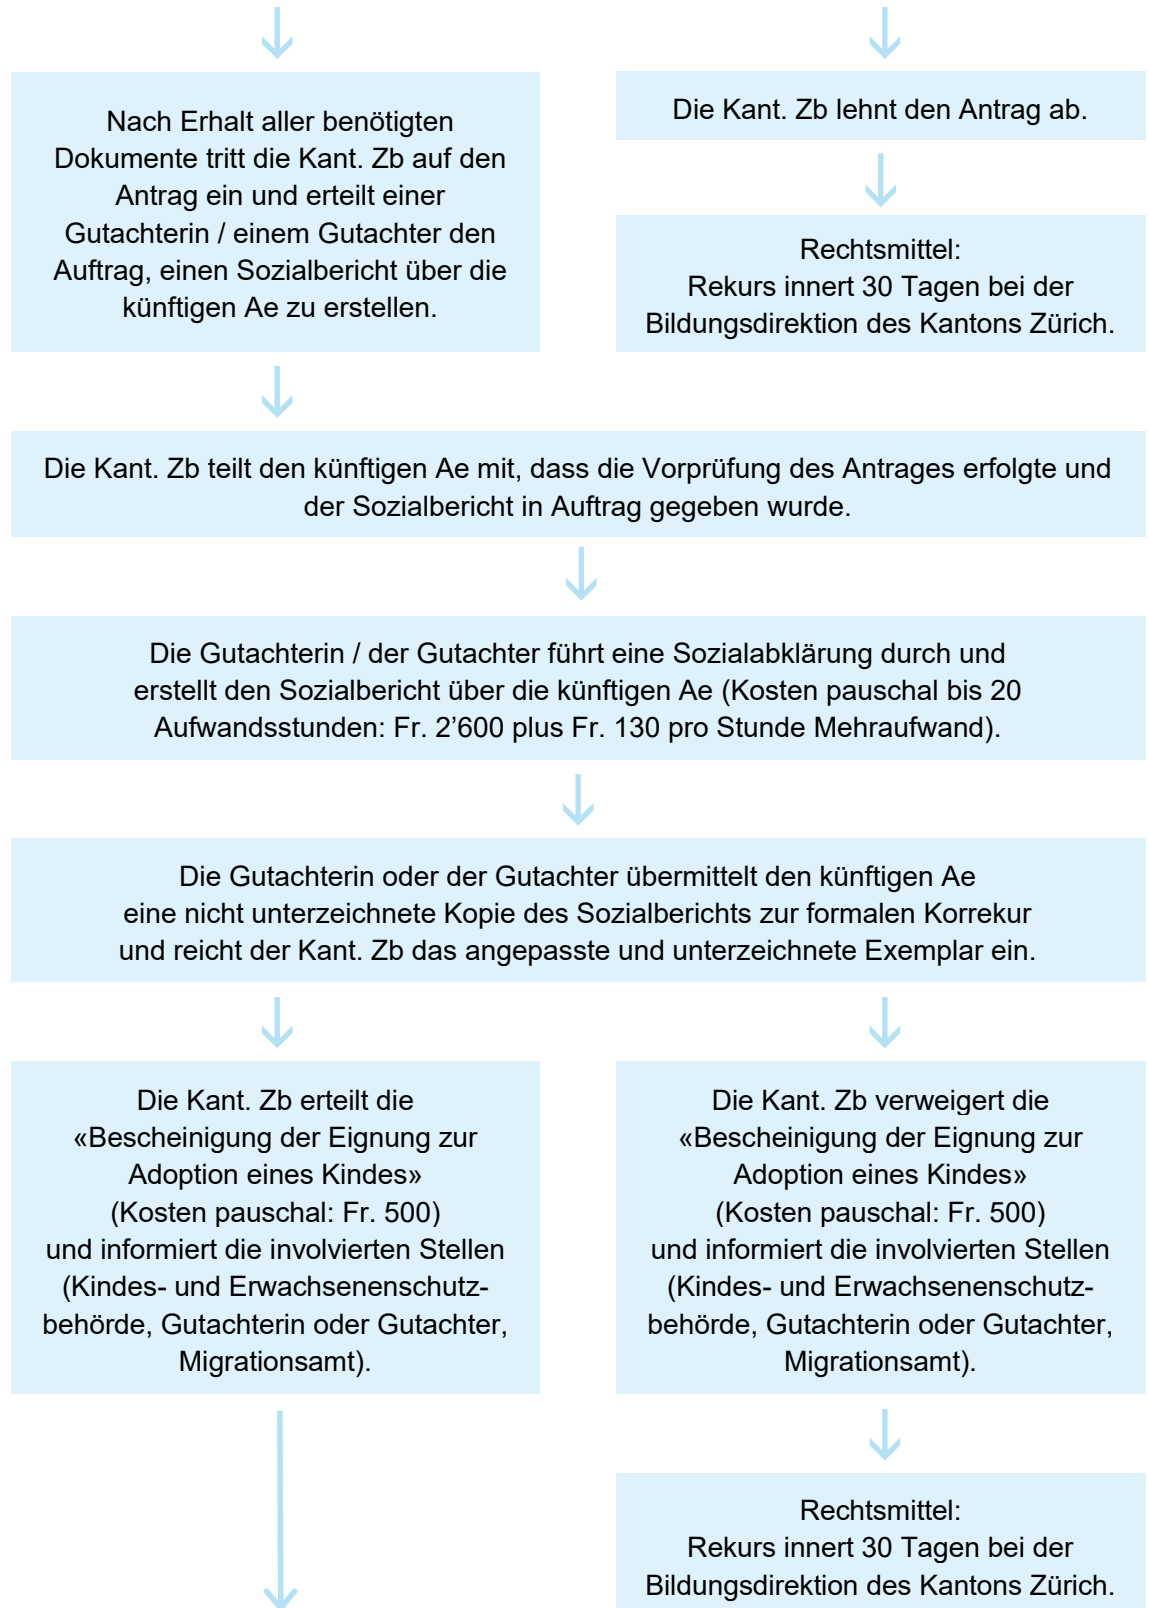 Nach Erhalt aller benötigten
Dokumente tritt die Kant. Zb auf den
Antrag ein und erteilt einer
Gutachterin / einem Gutachter den
Auftrag, einen Sozialbericht über die
künftigen Ae zu erstellen.
Die Kant. Zb lehnt den Antrag ab.
Rechtsmittel:
Rekurs innert 30 Tagen bei der
Bildungsdirektion des Kantons Zürich.
Die Kant. Zb teilt den künftigen Ae mit, dass die Vorprüfung des Antrages erfolgte und
der Sozialbericht in Auftrag gegeben wurde.
Die Gutachterin / der Gutachter führt eine Sozialabklärung durch und
erstellt den Sozialbericht über die künftigen Ae (Kosten pauschal bis 20
Aufwandsstunden: Fr. 2’600 plus Fr. 130 pro Stunde Mehraufwand).
Die Gutachterin oder der Gutachter übermittelt den künftigen Ae
eine nicht unterzeichnete Kopie des Sozialberichts zur formalen Korrekur
und reicht der Kant. Zb das angepasste und unterzeichnete Exemplar ein.
Die Kant. Zb erteilt die
«Bescheinigung der Eignung zur
Adoption eines Kindes»
(Kosten pauschal: Fr. 500)
und informiert die involvierten Stellen
(Kindes- und Erwachsenenschutz-
behörde, Gutachterin oder Gutachter,
Migrationsamt).
Die Kant. Zb verweigert die
«Bescheinigung der Eignung zur
Adoption eines Kindes»
(Kosten pauschal: Fr. 500)
und informiert die involvierten Stellen
(Kindes- und Erwachsenenschutz-
behörde, Gutachterin oder Gutachter,
Migrationsamt).
Rechtsmittel:
Rekurs innert 30 Tagen bei der
Bildungsdirektion des Kantons Zürich.